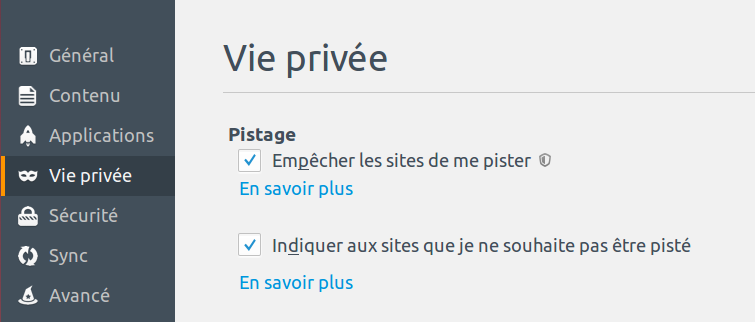 Général
Contenu
Applications
Vie privée
Sécurité
Sync
Avancé
Vie privée
Pistage
Empêcher les sites de me pister
En savoir plus
Indiquer aux sites que je ne souhaite pas être pisté
En savoir plus